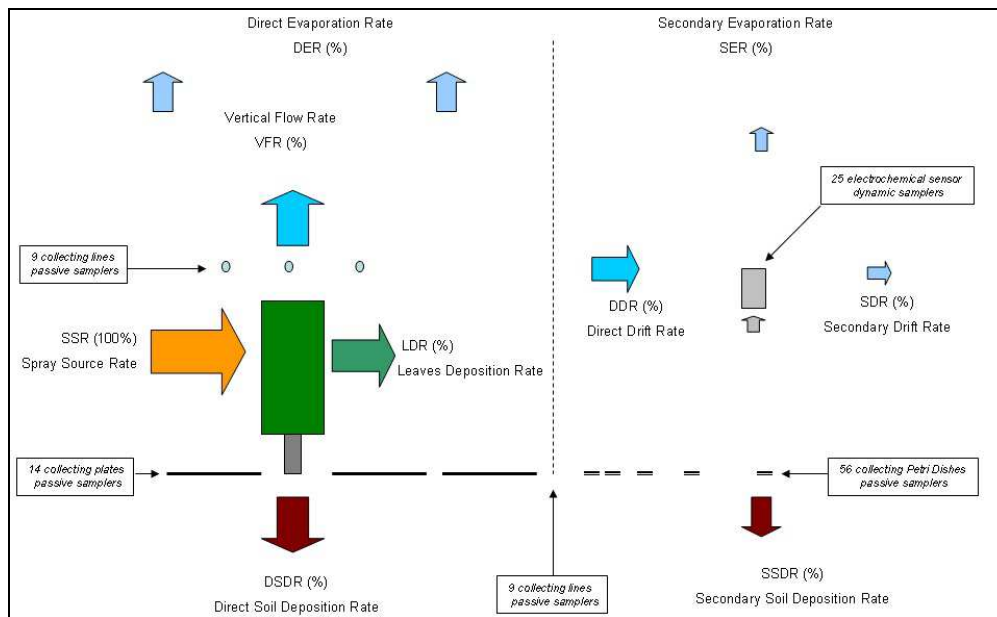 Direct Evaporation Rate
DER (%)
Secondary Evaporation Rate
SER (%)
Vertical Flow Rate
VFR (%)
25 electrochemical sensor
dynamic samplers
9 collecting lines
passive samplers
DDR (%)
Direct Drift Rate
SDR (%)
Secondary Drift Rate
SSR (100%)
Spray Source Rate
LDR (%)
Leaves Deposition Rate
14 collecting plates
passive samplers
56 collecting Petri Dishes
passive samplers
DSDR (%)
Direct Soil Deposition Rate
9 collecting lines
passive samplers
SSDR (%)
Secondary Soil Deposition Rate